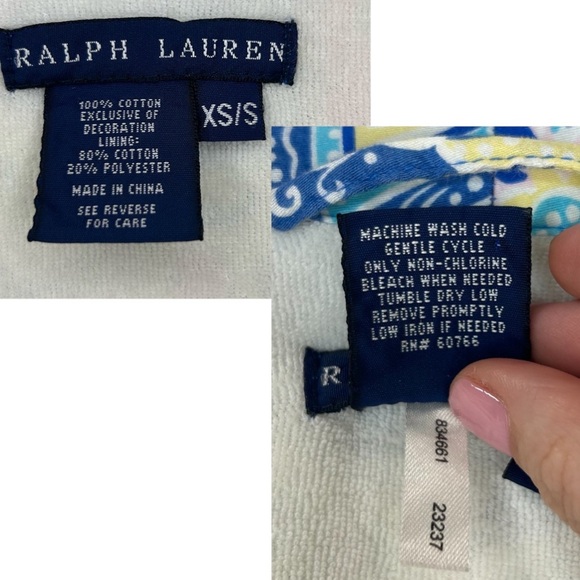 RALPH LAUREN
XS/S
100% COTTON
EXCLUSIVE OF
DECORATION
LINING:
80% COTTON
20% POLYESTER
MADE IN CHINA
SEE REVERSE
FOR CARE
MACHINE WASH COLD
GENTLE CYCLE
ONLY NON-CHLORINE
BLEACH WHEN NEEDED
TUMBLE DRY LOW
REMOVE PROMPTLY
LOW IRON IF NEEDED
RN# 60766
R
834661
23237